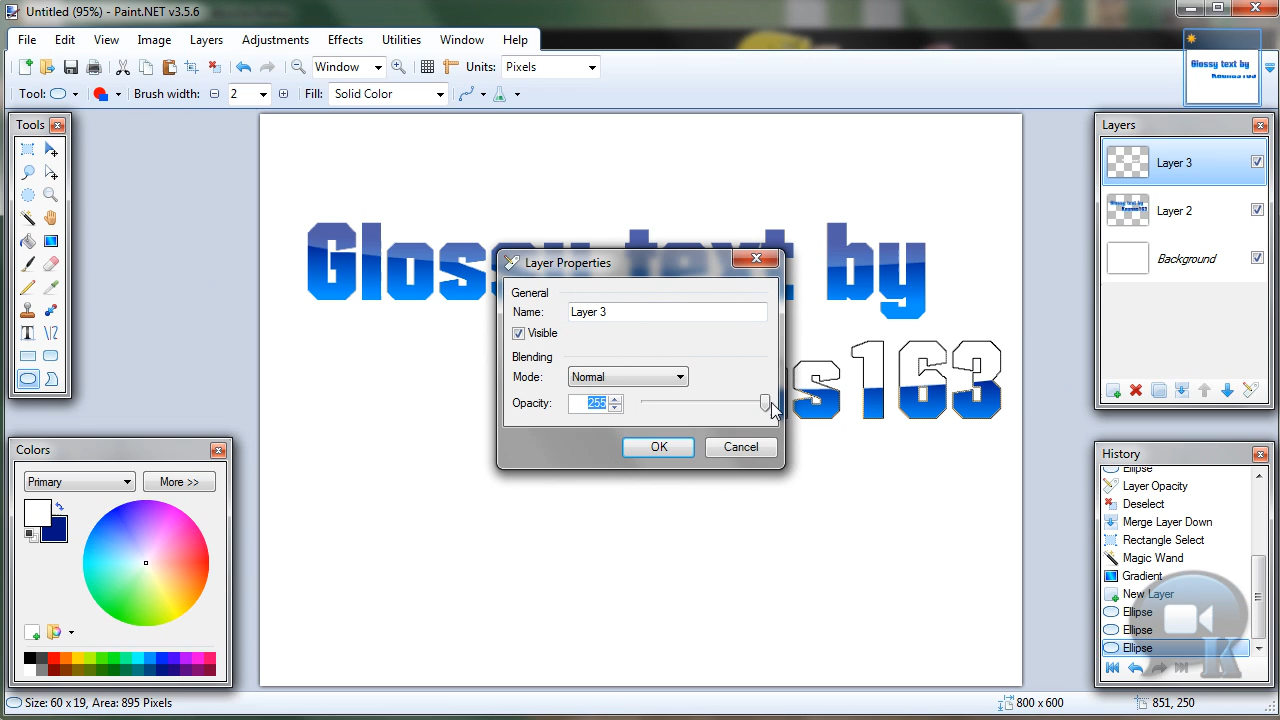 Untitled (95%) - Paint.NET v3.5.6
File Edit View Image Layers Adjustments Effects Utilities Window Help
Window Units: Pixels
Tool: Brush width: 2 Fill: Solid Color
Glossy text by
Tools
Layers
Layer 3
Layer 2
Background
Glossy text by
s163
Layer Properties
General
Name: Layer 3
Visible
Blending
Mode: Normal
Opacity: 255
OK Cancel
Colors
Primary More >>
History
Ellipse
Layer Opacity
Deselect
Merge Layer Down
Rectangle Select
Magic Wand
Gradient
New Layer
Ellipse
Ellipse
Ellipse
K
Size: 60 x 19, Area: 895 Pixels
800 x 600
851, 250